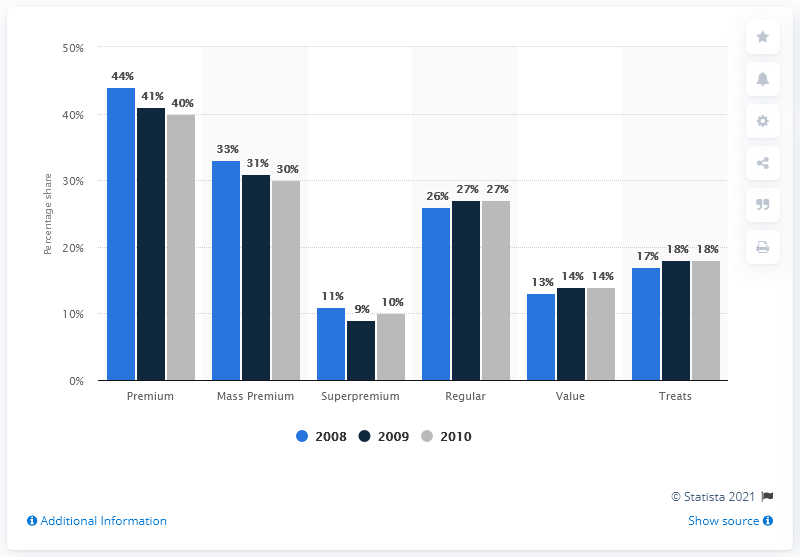 50%
40%
30%
20%
10%
0%
Percentage share
44%
41%
40%
33%
31%
30%
11%
9%
10%
26%
27%
27%
13%
14%
14%
17%
18%
18%
Premium
Mass Premium
Superpremium
Regular
Value
Treats
2008
2009
2010
© Statista 2021
Additional Information
Show source